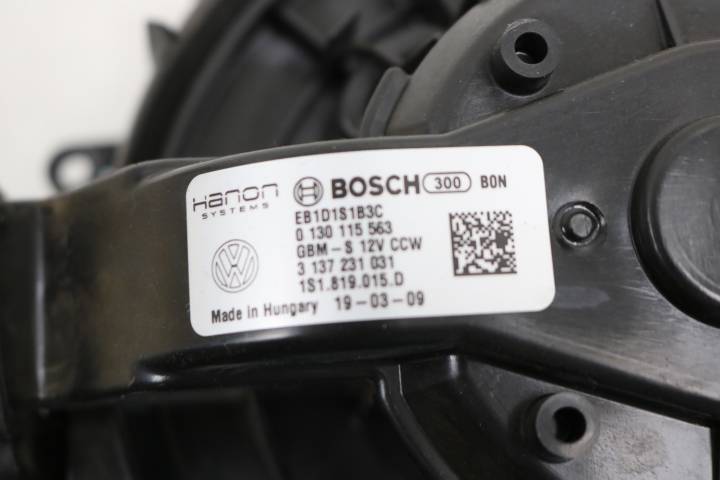 Hanon SYSTEMS
BOSCH 300 BON
EB1D1S1B3C
0 130 115 563
GBM-S 12V CCW
3 137 231 031
1S1.819.015.D
Made in Hungary 19-03-09